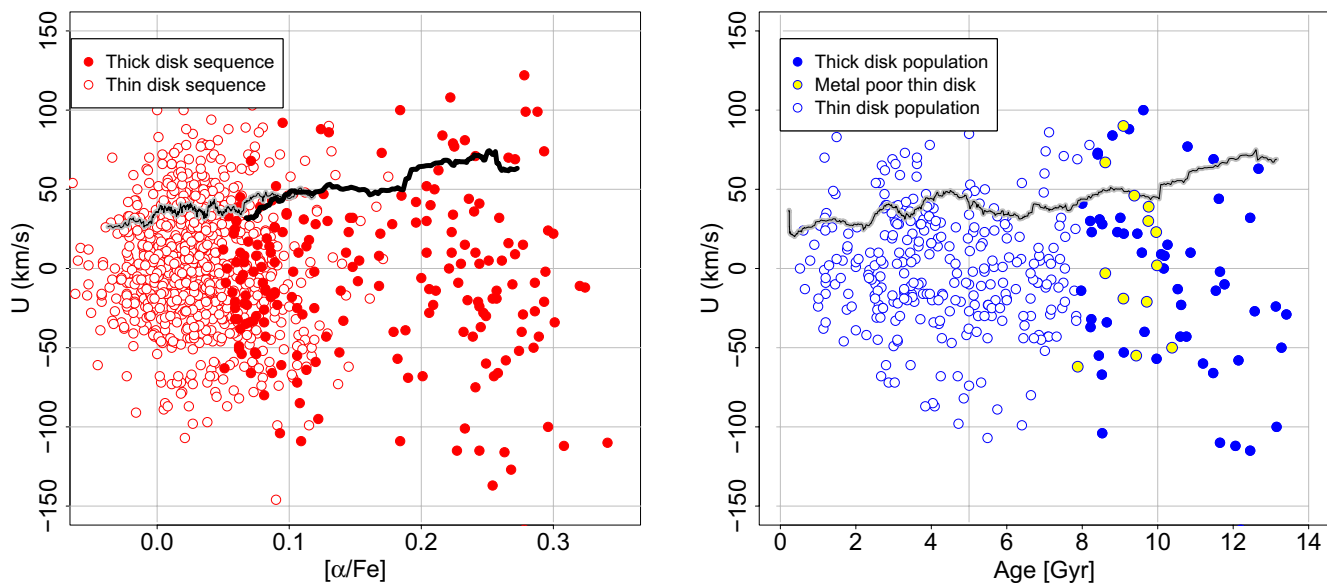 Thick disk sequence
Thin disk sequence
U (km/s)
150
100
50
0
−50
−100
−150
0.0 0.1 0.2 0.3
[α/Fe]
Thick disk population
Metal poor thin disk
Thin disk population
U (km/s)
150
100
50
0
−50
−100
−150
0 2 4 6 8 10 12 14
Age [Gyr]